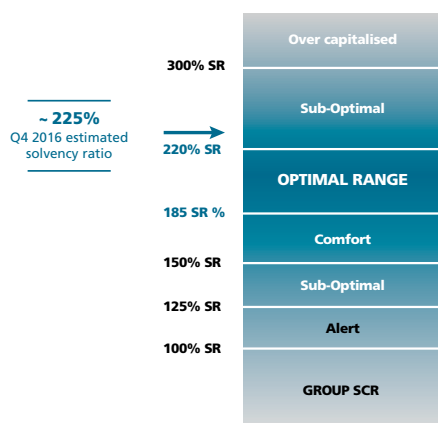 Over capitalised
300% SR
Sub-Optimal
~ 225%
Q4 2016 estimated
solvency ratio
220% SR
OPTIMAL RANGE
185 SR %
Comfort
150% SR
Sub-Optimal
125% SR
Alert
100% SR
GROUP SCR